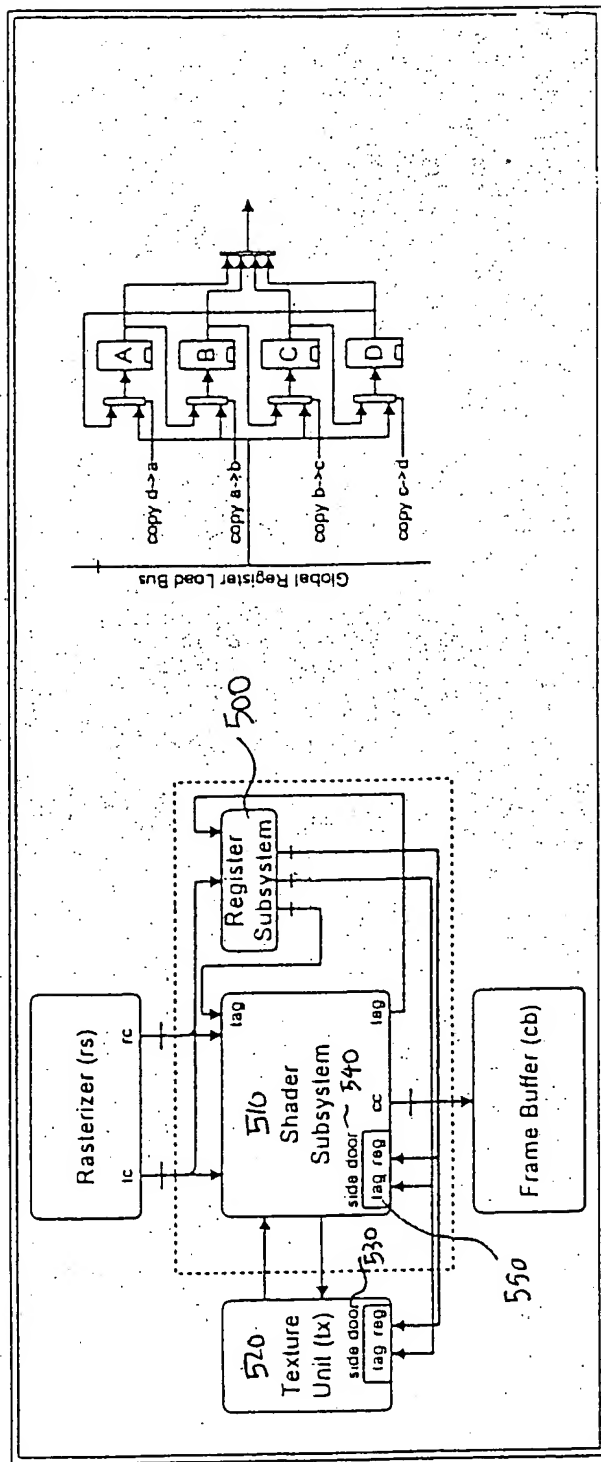 Rasterizer (rs)
ic
rc
520
Texture
Unit (tx)
side door
530
tag reg
510
Shader
Subsystem
tag
tag
side door
540
tag reg
cc
550
500
Register
Subsystem
Frame Buffer (cb)
Global Register Load Bus
copy d->a
copy a->b
copy b->c
copy c->d
A
B
C
D